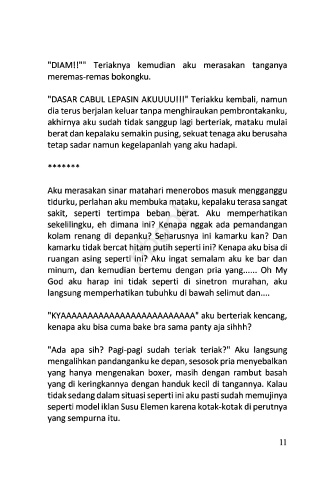 "DIAM!!"" Teriaknya kemudian aku merasakan tanganya
meremas-remas bokongku.
"DASAR CABUL LEPASIN AKUUUU!!!" Teriakku kembali, namun
dia terus berjalan keluar tanpa menghiraukan pembrontakanku,
akhirnya aku sudah tidak sanggup lagi berteriak, mataku mulai
berat dan kepalaku semakin pusing, sekuat tenaga aku berusaha
tetap sadar namun kegelapanlah yang aku hadapi.
*******
Aku merasakan sinar matahari menerobos masuk mengganggu
tidurku, perlahan aku membuka mataku, kepalaku terasa sangat
sakit, seperti tertimpa beban berat. Aku memperhatikan
sekelilingku, eh dimana ini? Kenapa nggak ada pemandangan
kolam renang di depanku? Seharusnya ini kamarku kan? Dan
kamarku tidak bercat hitam putih seperti ini? Kenapa aku bisa di
ruangan asing seperti ini? Aku ingat semalam aku ke bar dan
minum, dan kemudian bertemu dengan pria yang...... Oh My
God aku harap ini tidak seperti di sinetron murahan, aku
langsung memperhatikan tubuhku di bawah selimut dan....
"KYAAAAAAAAAAAAAAAAAAAAAAAAA" aku berteriak kencang,
kenapa aku bisa cuma bake bra sama panty aja sihhh?
"Ada apa sih? Pagi-pagi sudah teriak teriak?" Aku langsung
mengalihkan pandanganku ke depan, sesosok pria menyebalkan
yang hanya mengenakan boxer, masih dengan rambut basah
yang di keringkannya dengan handuk kecil di tangannya. Kalau
tidak sedang dalam situasi seperti ini aku pasti sudah memujinya
seperti model iklan Susu Elemen karena kotak-kotak di perutnya
yang sempurna itu.
11